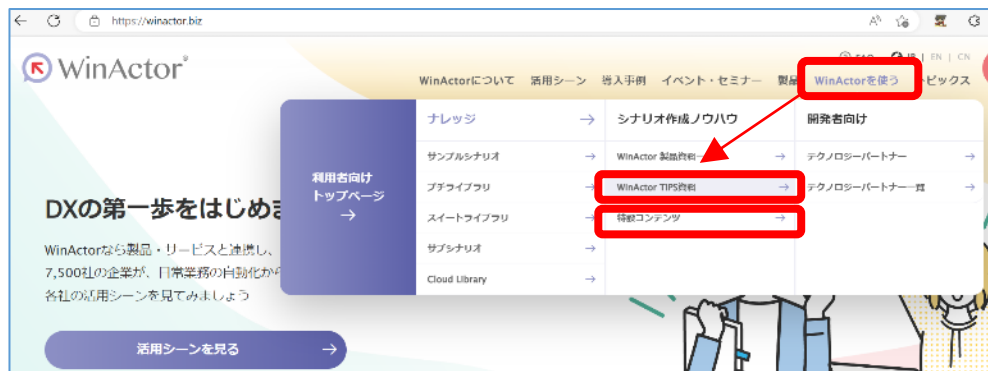 https://winactor.biz
WinActor®
EN | CN
WinActorについて 活用シーン 導入事例 イベント・セミナー 製品 WinActorを使う トピックス
利用者向け
トップページ
→
ナレッジ →
サンプルシナリオ →
プチライブラリ →
スイートライブラリ →
サブシナリオ →
Cloud Library →
シナリオ作成ノウハウ
WinActor 製品資料 →
WinActor TIPS資料 →
特設コンテンツ →
開発者向け
テクノロジーパートナー →
テクノロジーパートナー一覧 →
DXの第一歩をはじめ
WinActorなら製品・サービスと連携し、
7,500社の企業が、日常業務の自動化から
各社の活用シーンを見てみましょう
活用シーンを見る →